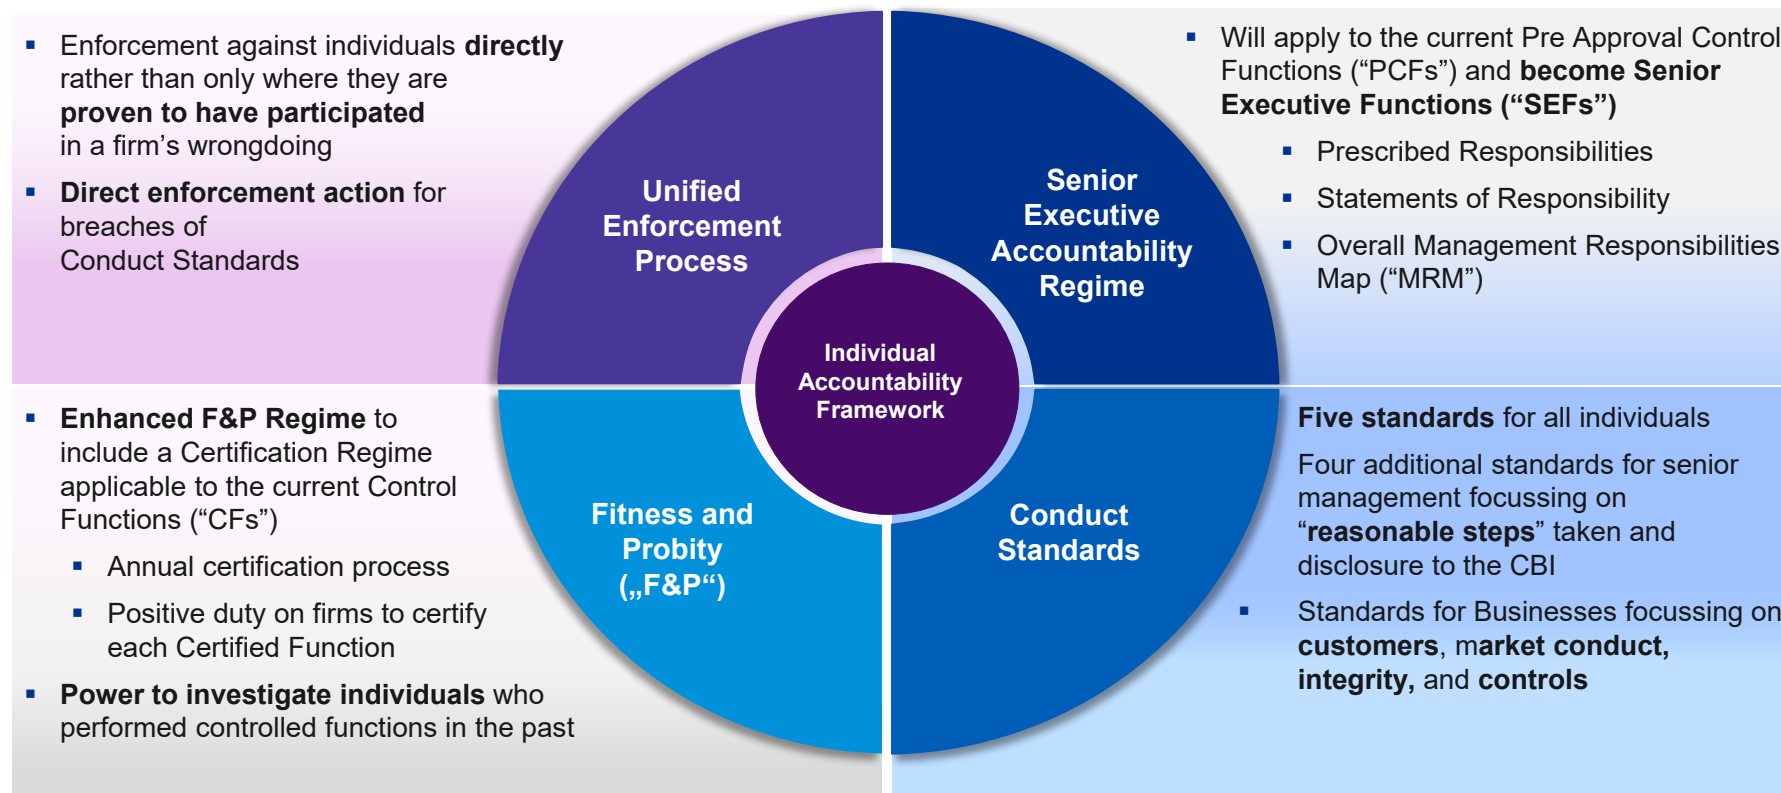 ▪ Enforcement against individuals directly
rather than only where they are
proven to have participated
in a firm’s wrongdoing
▪ Direct enforcement action for
breaches of
Conduct Standards
Unified
Enforcement
Process
Senior
Executive
Accountability
Regime
▪ Will apply to the current Pre Approval Control
Functions (“PCFs”) and become Senior
Executive Functions (“SEFs”)
▪ Prescribed Responsibilities
▪ Statements of Responsibility
▪ Overall Management Responsibilities
Map (“MRM”)
Individual
Accountability
Framework
▪ Enhanced F&P Regime to
include a Certification Regime
applicable to the current Control
Functions (“CFs”)
▪ Annual certification process
▪ Positive duty on firms to certify
each Certified Function
▪ Power to investigate individuals who
performed controlled functions in the past
Fitness and
Probity
(„F&P“)
Conduct
Standards
Five standards for all individuals
Four additional standards for senior
management focussing on
“reasonable steps” taken and
disclosure to the CBI
▪ Standards for Businesses focussing on
customers, market conduct,
integrity, and controls